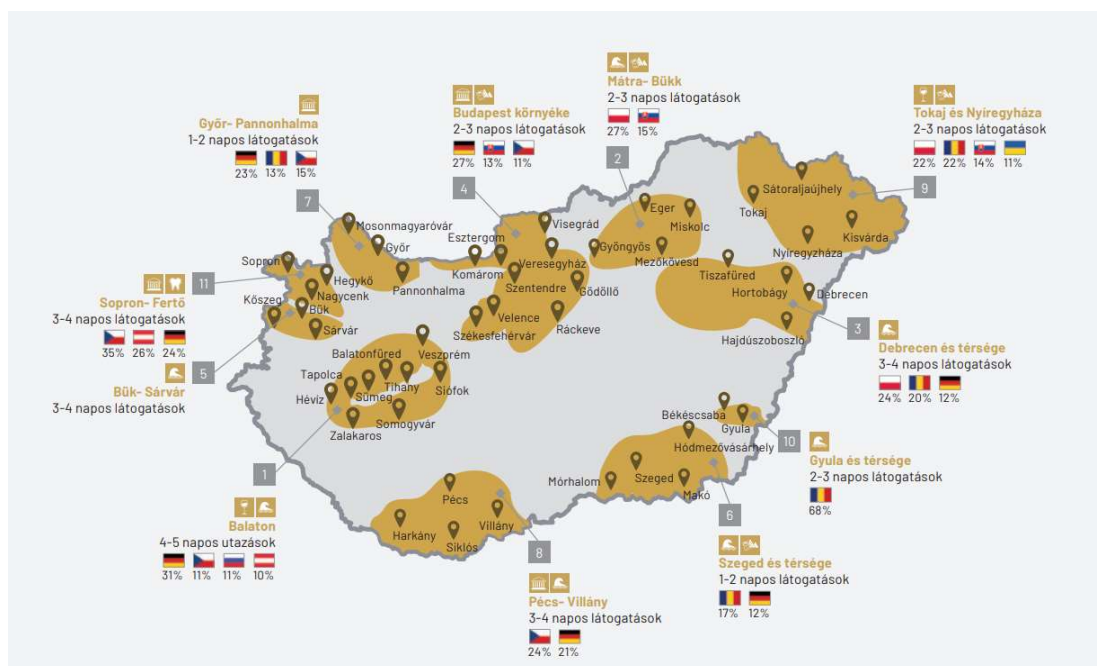 Mátra- Bükk
2-3 napos látogatások
27% 15%
Budapest környéke
2-3 napos látogatások
27% 13% 11%
Tokaj és Nyíregyháza
2-3 napos látogatások
22% 22% 14% 11%
Győr- Pannonhalma
1-2 napos látogatások
23% 13% 15%
2
4
9
7
Sátoraljaújhely
Tokaj
Kisvárda
Nyíregyháza
Eger
Miskolc
Gyöngyös
Mezőkövesd
Visegrád
Esztergom
Veresegyház
Komárom
Szentendre
Gödöllő
Velence
Székesfehérvár
Ráckeve
Mosonmagyaróvár
Győr
Pannonhalma
Sopron
Hegykő
Nagycenk
11
Kőszeg
Bük
Sárvár
Sopron- Fertő
3-4 napos látogatások
35% 26% 24%
5
Bük- Sárvár
3-4 napos látogatások
Tiszafüred
Hortobágy
Debrecen
Hajdúszoboszló
3
Debrecen és térsége
3-4 napos látogatások
24% 20% 12%
Balatonfüred
Veszprém
Tapolca
Tihany
Siófok
Sümeg
Hévíz
Somogyvár
Zalakaros
1
Balaton
4-5 napos utazások
31% 11% 11% 10%
Békéscsaba
Gyula
10
Gyula és térsége
2-3 napos látogatások
68%
Hódmezővásárhely
Mórhalom
Szeged
Makó
6
Szeged és térsége
1-2 napos látogatások
17% 12%
Pécs
Harkány
Villány
Siklós
8
Pécs- Villány
3-4 napos látogatások
24% 21%